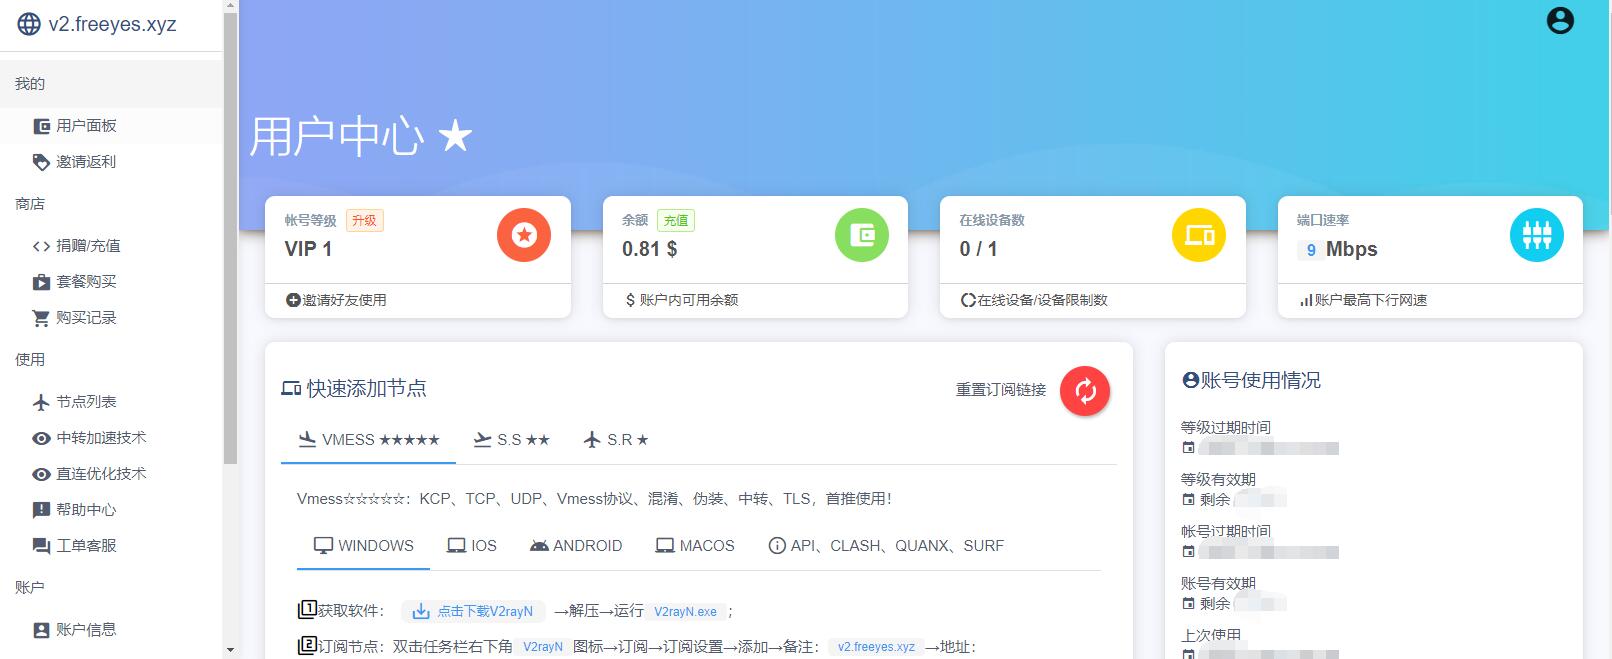 v2.freeyes.xyz
我的
用户面板
邀请返利
商店
捐赠/充值
套餐购买
购买记录
使用
节点列表
中转加速技术
直连优化技术
帮助中心
工单客服
账户
账户信息
用户中心 ★
帐号等级 升级
VIP 1
邀请好友使用
余额 充值
0.81 $
$ 账户内可用余额
在线设备数
0 / 1
在线设备/设备限制数
端口速率
9 Mbps
账户最高下行网速
快速添加节点
重置订阅链接
VMESS ★★★★★ S.S ★★ S.R ★
Vmess☆☆☆☆☆：KCP、TCP、UDP、Vmess协议、混淆、伪装、中转、TLS，首推使用！
WINDOWS IOS ANDROID MACOS API、CLASH、QUANX、SURF
1获取软件： 点击下载V2rayN →解压→运行 V2rayN.exe ；
2订阅节点：双击任务栏右下角 V2rayN 图标→订阅→订阅设置→添加→备注： v2.freeyes.xyz →地址：
账号使用情况
等级过期时间
等级有效期
剩余
帐号过期时间
账号有效期
剩余
上次使用